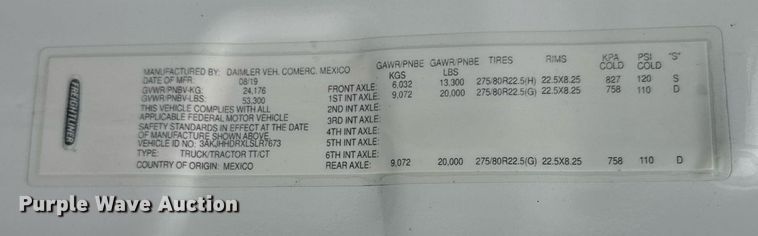 FREIGHTLINER
MANUFACTURED BY: DAIMLER VEH. COMERC. MEXICO
DATE OF MFR: 08/19
GVWR/PNBV-KG: 24,176
GVWR/PNBV-LBS: 53,300
THIS VEHICLE COMPLIES WITH ALL
APPLICABLE FEDERAL MOTOR VEHICLE
SAFETY STANDARDS IN EFFECT AT THE DATE
OF MANUFACTURE SHOWN ABOVE.
VEHICLE ID NO: 3AKJHHDRXLSLR7673
TYPE: TRUCK/TRACTOR TT/CT
COUNTRY OF ORIGIN: MEXICO
GAWR/PNBE GAWR/PNBE TIRES RIMS KPA PSI "S"
KGS LBS COLD COLD
FRONT AXLE: 6,032 13,300 275/80R22.5(H) 22.5X8.25 827 120 S
1ST INT AXLE: 9,072 20,000 275/80R22.5(G) 22.5X8.25 758 110 D
2ND INT AXLE:
3RD INT AXLE:
4TH INT AXLE:
5TH INT AXLE:
6TH INT AXLE:
REAR AXLE: 9,072 20,000 275/80R22.5(G) 22.5X8.25 758 110 D
Purple Wave Auction